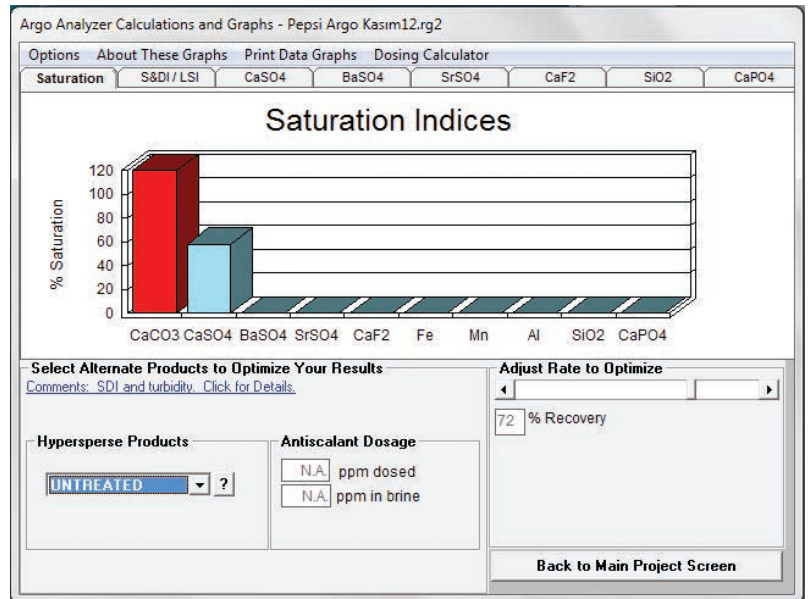 Argo Analyzer Calculations and Graphs - Pepsi Argo Kasım12.rg2
Options About These Graphs Print Data Graphs Dosing Calculator
Saturation S&DI / LSI CaSO4 BaSO4 SrSO4 CaF2 SiO2 CaPO4
Saturation Indices
% Saturation
120
100
80
60
40
20
0
CaCO3 CaSO4 BaSO4 SrSO4 CaF2 Fe Mn Al SiO2 CaPO4
Select Alternate Products to Optimize Your Results
Comments: SDI and turbidity. Click for Details.
Hypersperse Products
UNTREATED ?
Antiscalant Dosage
N.A. ppm dosed
N.A. ppm in brine
Adjust Rate to Optimize
72 % Recovery
Back to Main Project Screen